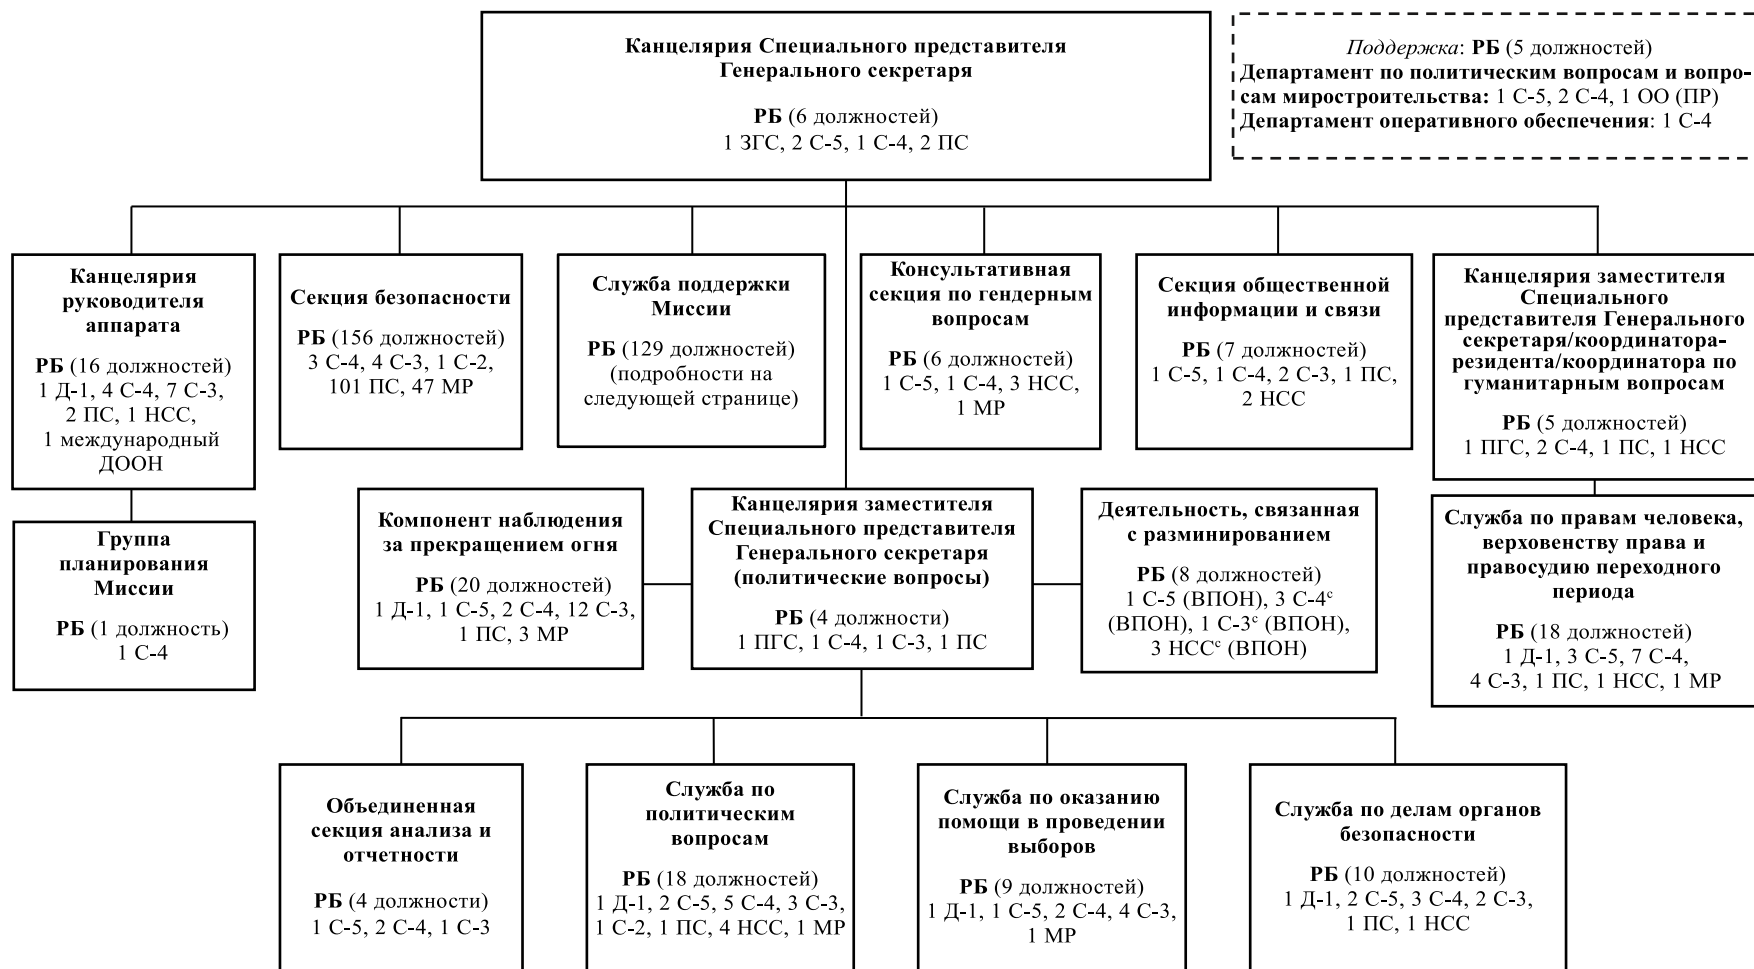 Канцелярия Специального представителя
Генерального секретаря
РБ (6 должностей)
1 ЗГС, 2 С-5, 1 С-4, 2 ПС
Поддержка: РБ (5 должностей)
Департамент по политическим вопросам и вопро-
сам миростроительства: 1 С-5, 2 С-4, 1 ОО (ПР)
Департамент оперативного обеспечения: 1 С-4
Канцелярия
руководителя
аппарата
РБ (16 должностей)
1 Д-1, 4 С-4, 7 С-3,
2 ПС, 1 НСС,
1 международный
ДООН
Секция безопасности
РБ (156 должностей)
3 С-4, 4 С-3, 1 С-2,
101 ПС, 47 МР
Служба поддержки
Миссии
РБ (129 должностей)
(подробности на
следующей странице)
Консультативная
секция по гендерным
вопросам
РБ (6 должностей)
1 С-5, 1 С-4, 3 НСС,
1 МР
Секция общественной
информации и связи
РБ (7 должностей)
1 С-5, 1 С-4, 2 С-3, 1 ПС,
2 НСС
Канцелярия заместителя
Специального
представителя Генерального
секретаря/координатора-
резидента/координатора по
гуманитарным вопросам
РБ (5 должностей)
1 ПГС, 2 С-4, 1 ПС, 1 НСС
Группа
планирования
Миссии
РБ (1 должность)
1 С-4
Компонент наблюдения
за прекращением огня
РБ (20 должностей)
1 Д-1, 1 С-5, 2 С-4, 12 С-3,
1 ПС, 3 МР
Канцелярия заместителя
Специального представителя
Генерального секретаря
(политические вопросы)
РБ (4 должности)
1 ПГС, 1 С-4, 1 С-3, 1 ПС
Деятельность, связанная
с разминированием
РБ (8 должностей)
1 С-5 (ВПОН), 3 С-4ᶜ
(ВПОН), 1 С-3ᶜ (ВПОН),
3 НССᶜ (ВПОН)
Служба по правам человека,
верховенству права и
правосудию переходного
периода
РБ (18 должностей)
1 Д-1, 3 С-5, 7 С-4,
4 С-3, 1 ПС, 1 НСС, 1 МР
Объединенная
секция анализа и
отчетности
РБ (4 должности)
1 С-5, 2 С-4, 1 С-3
Служба по
политическим
вопросам
РБ (18 должностей)
1 Д-1, 2 С-5, 5 С-4, 3 С-3,
1 С-2, 1 ПС, 4 НСС, 1 МР
Служба по оказанию
помощи в проведении
выборов
РБ (9 должностей)
1 Д-1, 1 С-5, 2 С-4, 4 С-3,
1 МР
Служба по делам органов
безопасности
РБ (10 должностей)
1 Д-1, 2 С-5, 3 С-4, 2 С-3,
1 ПС, 1 НСС